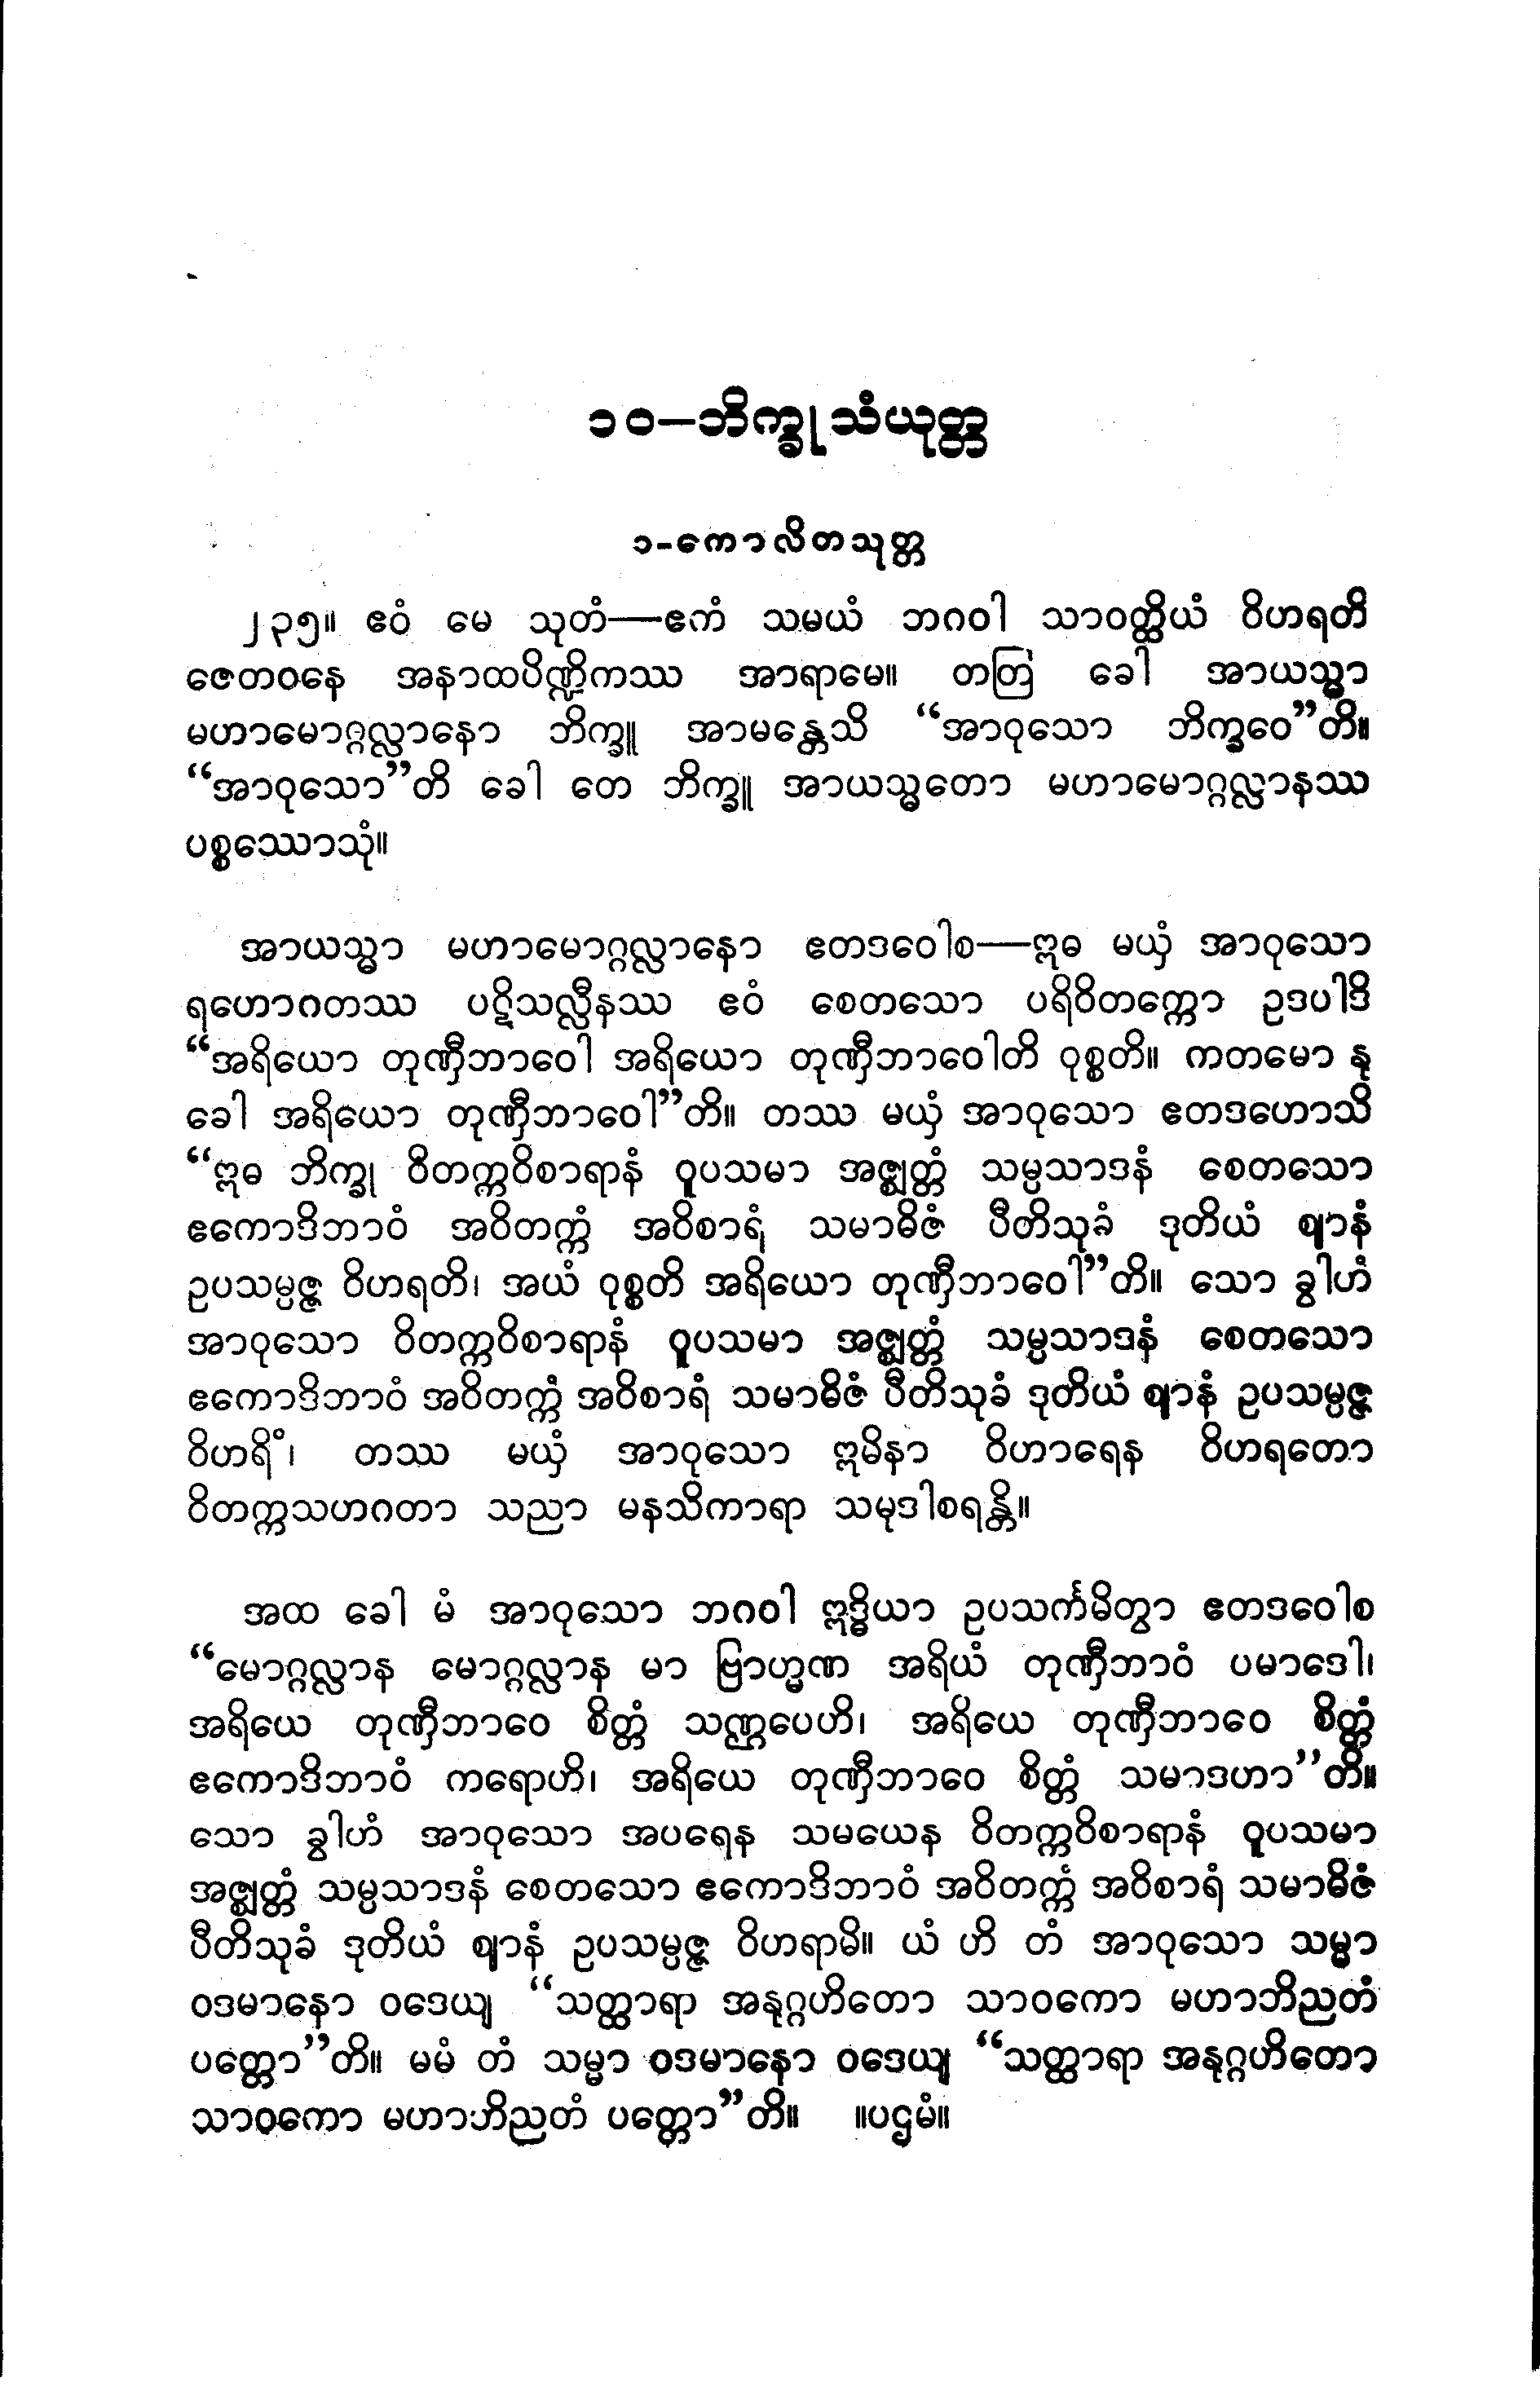 ၁၀–ဘိက္ခုသံယုတ္တ
၁-ကောလိတသုတ္တ
၂၃၅။ ဧဝံ မေ သုတံ—ဧကံ သမယံ ဘဂဝါ သာဝတ္ထိယံ ဝိဟရတိ
ဇေတဝနေ အနာထပိဏ္ဍိကဿ အာရာမေ။ တတြ ခေါ အာယသ္မာ
မဟာမောဂ္ဂလ္လာနော ဘိက္ခူ အာမန္တေသိ “အာဝုသော ဘိက္ခဝေ”တိ။
“အာဝုသော”တိ ခေါ တေ ဘိက္ခူ အာယသ္မတော မဟာမောဂ္ဂလ္လာနဿ
ပစ္စဿောသုံ။
အာယသ္မာ မဟာမောဂ္ဂလ္လာနော ဧတဒဝေါစ—ဣဓ မယှံ အာဝုသော
ရဟောဂတဿ ပဋိသလ္လီနဿ ဧဝံ စေတသော ပရိဝိတက္ကော ဥဒပါဒိ
“အရိယော တုဏှီဘာဝေါ အရိယော တုဏှီဘာဝေါတိ ဝုစ္စတိ။ ကတမော နု
ခေါ အရိယော တုဏှီဘာဝေါ”တိ။ တဿ မယှံ အာဝုသော ဧတဒဟောသိ
“ဣဓ ဘိက္ခု ဝိတက္ကဝိစာရာနံ ဝူပသမာ အဇ္ဈတ္တံ သမ္ပသာဒနံ စေတသော
ဧကောဒိဘာဝံ အဝိတက္ကံ အဝိစာရံ သမာဓိဇံ ပီတိသုခံ ဒုတိယံ ဈာနံ
ဥပသမ္ပဇ္ဇ ဝိဟရတိ၊ အယံ ဝုစ္စတိ အရိယော တုဏှီဘာဝေါ”တိ။ သော ခွါဟံ
အာဝုသော ဝိတက္ကဝိစာရာနံ ဝူပသမာ အဇ္ဈတ္တံ သမ္ပသာဒနံ စေတသော
ဧကောဒိဘာဝံ အဝိတက္ကံ အဝိစာရံ သမာဓိဇံ ပီတိသုခံ ဒုတိယံ ဈာနံ ဥပသမ္ပဇ္ဇ
ဝိဟရိံ၊ တဿ မယှံ အာဝုသော ဣမိနာ ဝိဟာရေန ဝိဟရတော
ဝိတက္ကသဟဂတာ သညာ မနသိကာရာ သမုဒါစရန္တိ။
အထ ခေါ မံ အာဝုသော ဘဂဝါ ဣဒ္ဓိယာ ဥပသင်္ကမိတွာ ဧတဒဝေါစ
“မောဂ္ဂလ္လာန မောဂ္ဂလ္လာန မာ ဗြာဟ္မဏ အရိယံ တုဏှီဘာဝံ ပမာဒေါ၊
အရိယေ တုဏှီဘာဝေ စိတ္တံ သဏ္ဌပေဟိ၊ အရိယေ တုဏှီဘာဝေ စိတ္တံ
ဧကောဒိဘာဝံ ကရောဟိ၊ အရိယေ တုဏှီဘာဝေ စိတ္တံ သမာဒဟာ”တိ။
သော ခွါဟံ အာဝုသော အပရေန သမယေန ဝိတက္ကဝိစာရာနံ ဝူပသမာ
အဇ္ဈတ္တံ သမ္ပသာဒနံ စေတသော ဧကောဒိဘာဝံ အဝိတက္ကံ အဝိစာရံ သမာဓိဇံ
ပီတိသုခံ ဒုတိယံ ဈာနံ ဥပသမ္ပဇ္ဇ ဝိဟရာမိ။ ယံ ဟိ တံ အာဝုသော သမ္မာ
ဝဒမာနော ဝဒေယျ “သတ္ထာရာ အနုဂ္ဂဟိတော သာဝကော မဟာဘိညတံ
ပတ္တော”တိ။ မမံ တံ သမ္မာ ဝဒမာနော ဝဒေယျ “သတ္ထာရာ အနုဂ္ဂဟိတော
သာဝကော မဟာဘိညတံ ပတ္တော”တိ။ ။ပဌမံ။